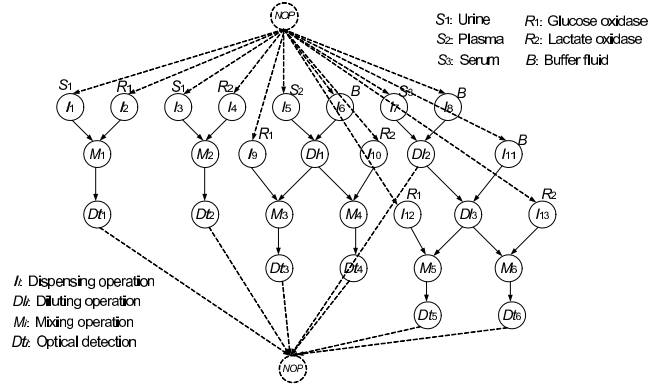 NOP
S1: Urine R1: Glucose oxidase
S2: Plasma R2: Lactate oxidase
S3: Serum B: Buffer fluid
S1 R1 S1 R2 S2 B S3 B
I1 I2 I3 I4 I5 I6 I7 I8
R1 R2 B
M1 M2 I9 Dl1 I10 Dl2 I11
R1 R2
Dt1 Dt2 M3 M4 I12 Dl3 I13
Dt3 Dt4 M5 M6
Ii: Dispensing operation
Dli: Diluting operation
Mi: Mixing operation
Dti: Optical detection
Dt5 Dt6
NOP